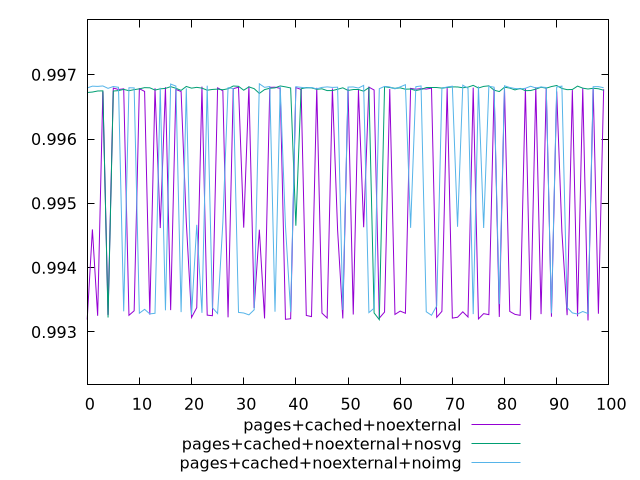 0.997
0.996
0.995
0.994
0.993
0 10 20 30 40 50 60 70 80 90 100
pages+cached+noexternal
pages+cached+noexternal+nosvg
pages+cached+noexternal+noimg